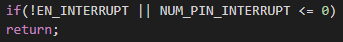 if(!EN_INTERRUPT || NUM_PIN_INTERRUPT <= 0)
return;